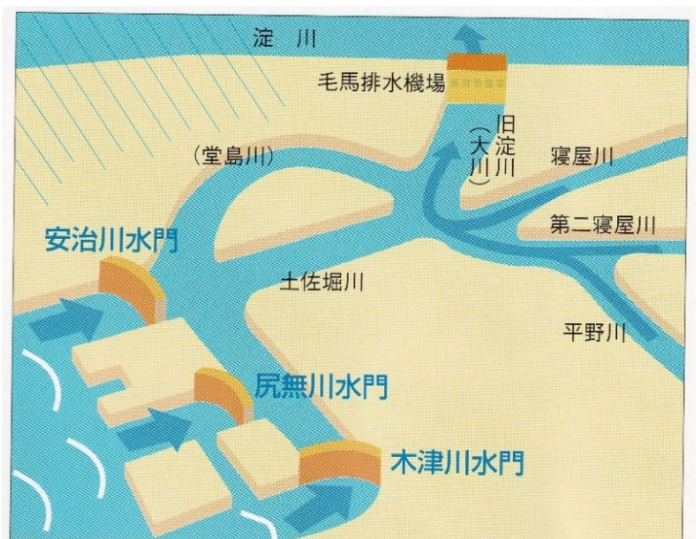 淀 川
毛馬排水機場
旧淀川
（大川）
（堂島川）
寝屋川
第二寝屋川
安治川水門
土佐堀川
平野川
尻無川水門
木津川水門